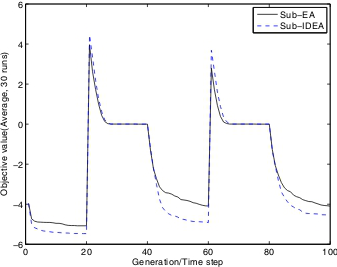 6
4
2
0
−2
−4
−6
Objective value(Average, 30 runs)
Sub−EA
Sub−IDEA
0 20 40 60 80 100
Generation/Time step